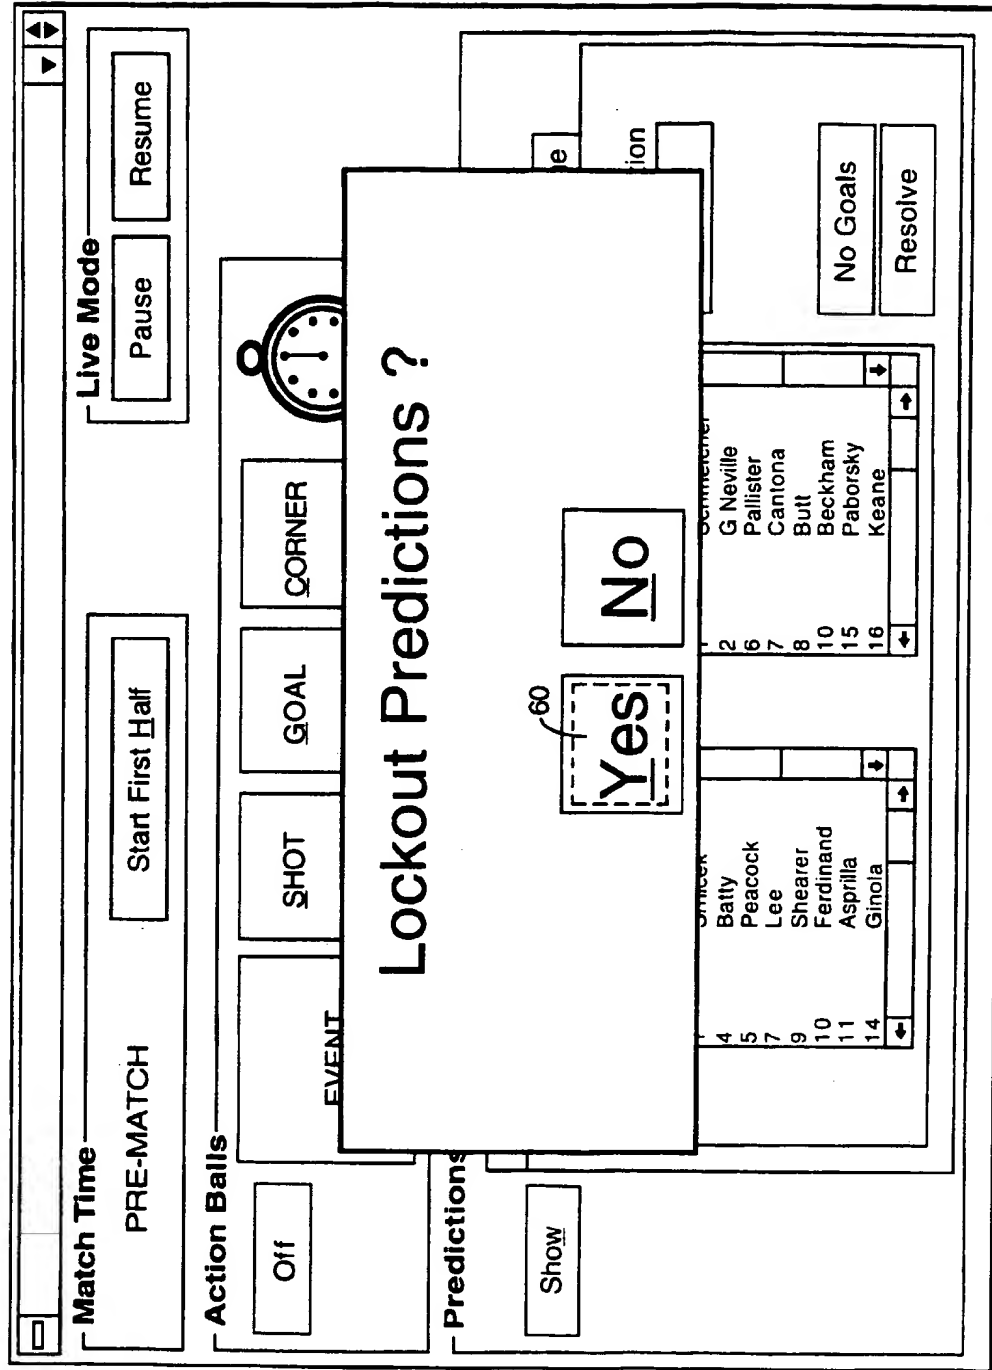 Match Time
PRE-MATCH
Start First Half
Live Mode
Pause
Resume
Action Balls
Off
EVENT
SHOT
GOAL
CORNER
Lockout Predictions ?
60
Yes
No
Predictions
Show
4 Batty
5 Peacock
7 Lee
9 Shearer
10 Ferdinand
11 Asprilla
14 Ginola
2 G Neville
6 Pallister
7 Cantona
8 Butt
10 Beckham
15 Paborsky
16 Keane
No Goals
Resolve